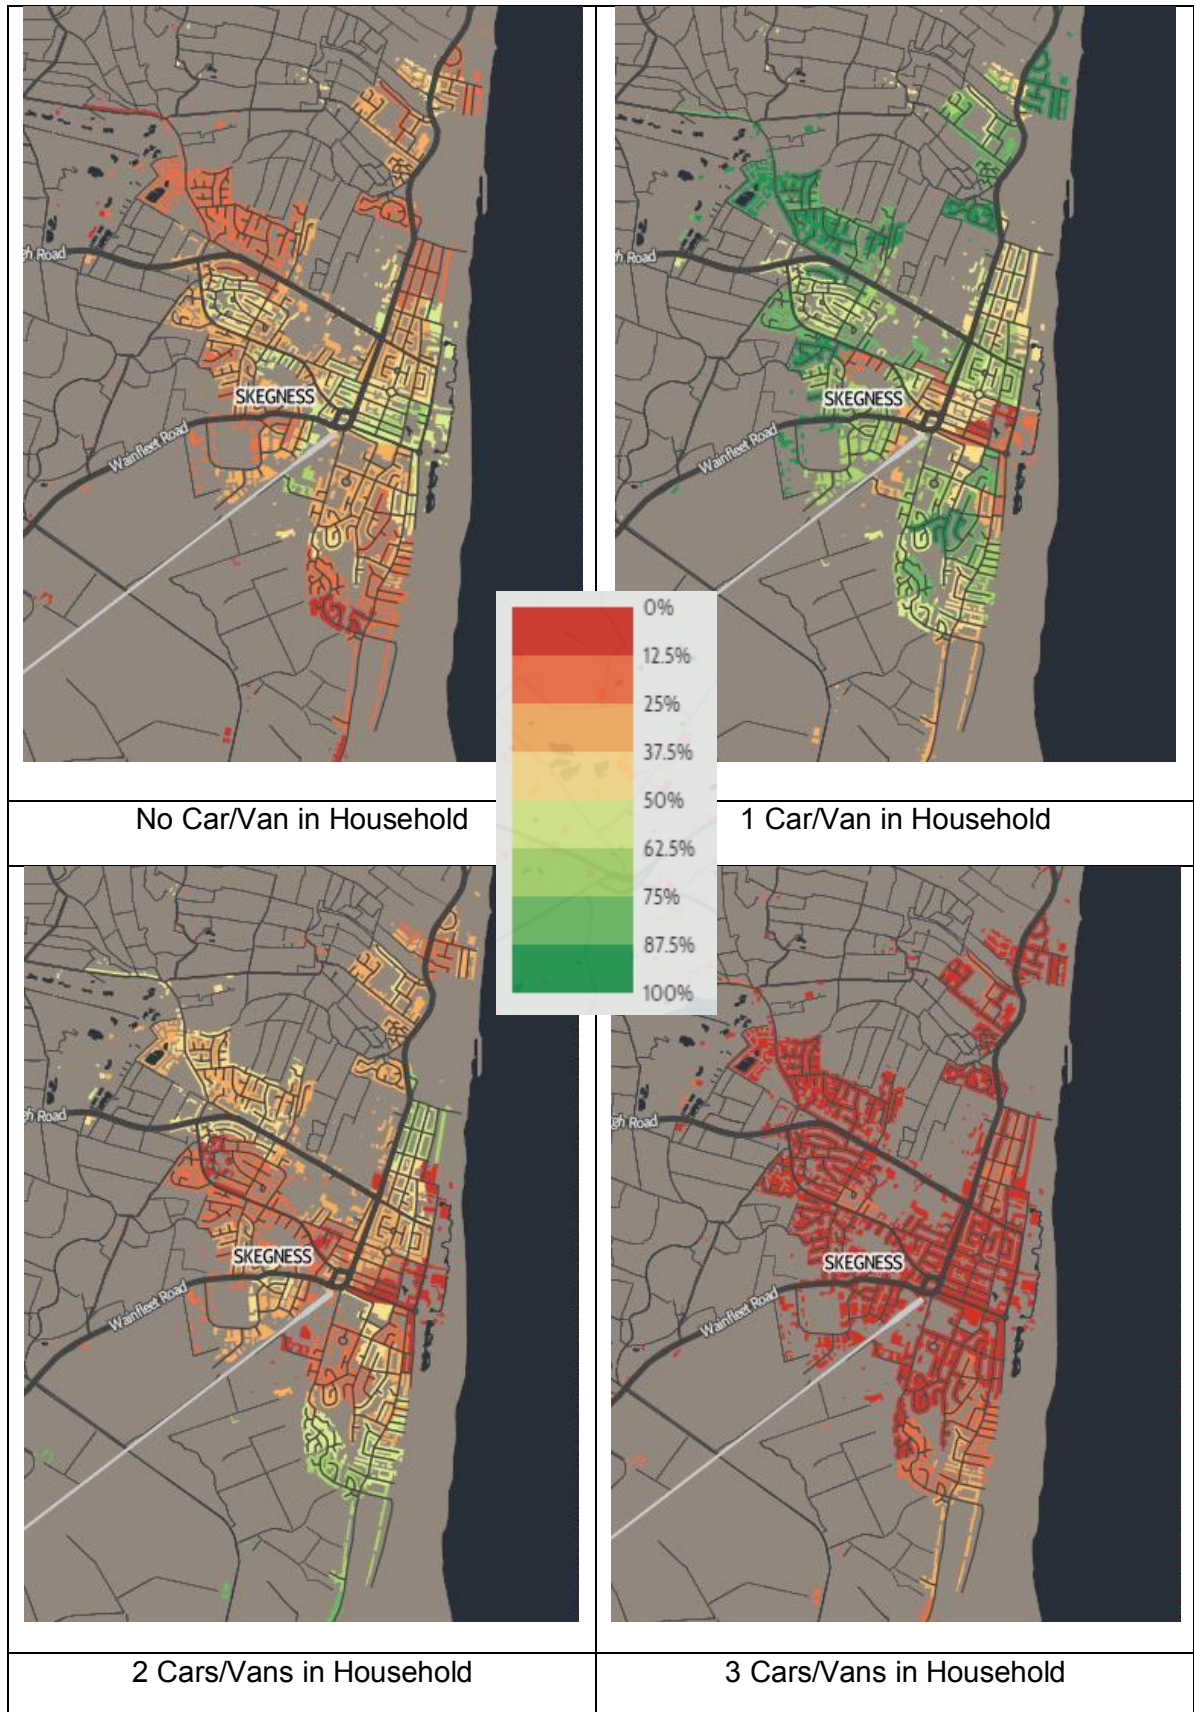 gh Road
SKEGNESS
Wainfleet Road
gh Road
SKEGNESS
Wainfleet Road
0%
12.5%
25%
37.5%
50%
62.5%
75%
87.5%
100%
No Car/Van in Household
1 Car/Van in Household
gh Road
SKEGNESS
Wainfleet Road
gh Road
SKEGNESS
Wainfleet Road
2 Cars/Vans in Household
3 Cars/Vans in Household